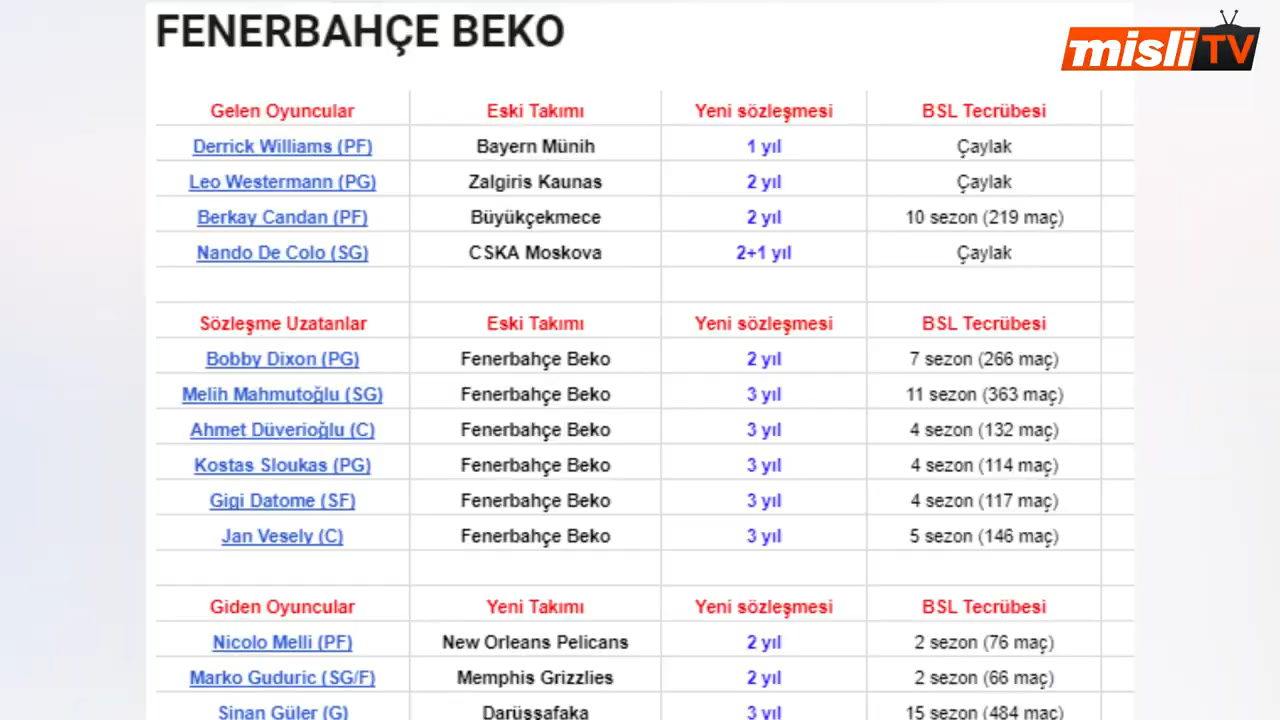 FENERBAHÇE BEKO
misli TV
Gelen Oyuncular Eski Takımı Yeni sözleşmesi BSL Tecrübesi
Derrick Williams (PF) Bayern Münih 1 yıl Çaylak
Leo Westermann (PG) Zalgiris Kaunas 2 yıl Çaylak
Berkay Candan (PF) Büyükçekmece 2 yıl 10 sezon (219 maç)
Nando De Colo (SG) CSKA Moskova 2+1 yıl Çaylak
Sözleşme Uzatanlar Eski Takımı Yeni sözleşmesi BSL Tecrübesi
Bobby Dixon (PG) Fenerbahçe Beko 2 yıl 7 sezon (266 maç)
Melih Mahmutoğlu (SG) Fenerbahçe Beko 3 yıl 11 sezon (363 maç)
Ahmet Düverioğlu (C) Fenerbahçe Beko 3 yıl 4 sezon (132 maç)
Kostas Sloukas (PG) Fenerbahçe Beko 3 yıl 4 sezon (114 maç)
Gigi Datome (SF) Fenerbahçe Beko 3 yıl 4 sezon (117 maç)
Jan Vesely (C) Fenerbahçe Beko 3 yıl 5 sezon (146 maç)
Giden Oyuncular Yeni Takımı Yeni sözleşmesi BSL Tecrübesi
Nicolo Melli (PF) New Orleans Pelicans 2 yıl 2 sezon (76 maç)
Marko Guduric (SG/F) Memphis Grizzlies 2 yıl 2 sezon (66 maç)
Sinan Güler (G) Darüşşafaka 3 yıl 15 sezon (484 maç)